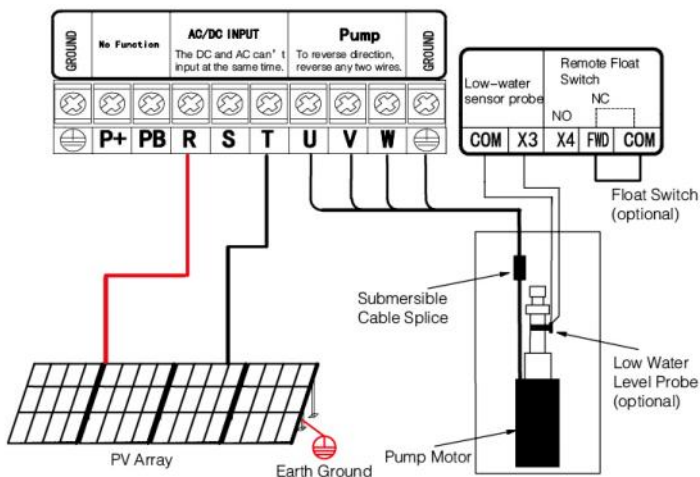 GROUND
No Function
AC/DC INPUT
The DC and AC can't
input at the same time.
Pump
To reverse direction,
reverse any two wires.
GROUND
P+ PB R S T U V W
Low-water
sensor probe
Remote Float
Switch
NC
NO
COM X3 X4 FWD COM
Float Switch
(optional)
Submersible
Cable Splice
Low Water
Level Probe
(optional)
Pump Motor
PV Array
Earth Ground